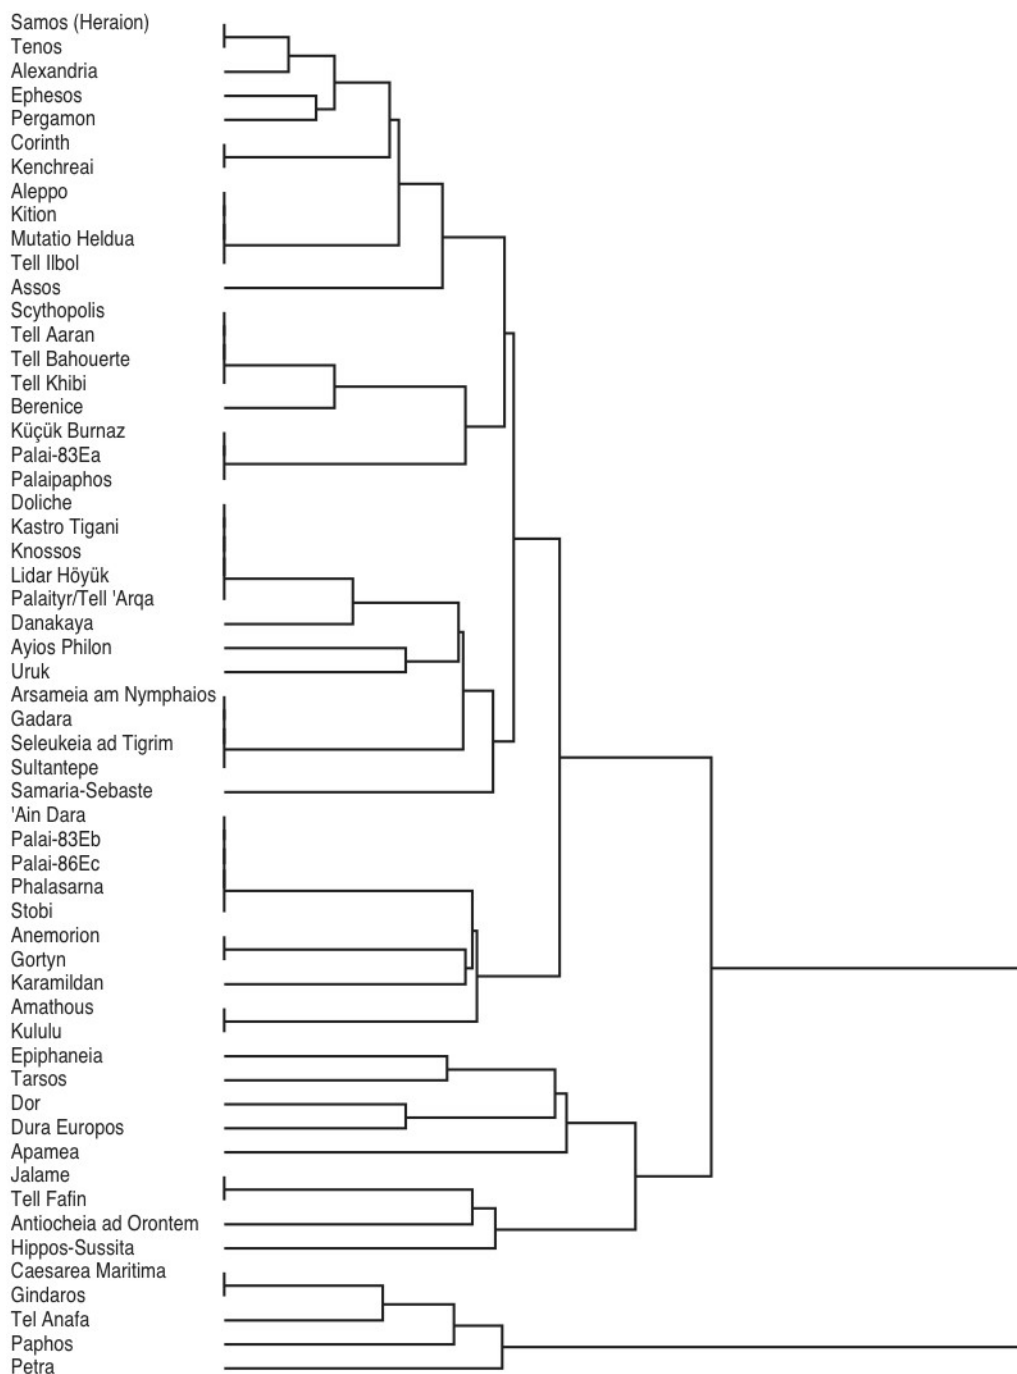 Samos (Heraion)
Tenos
Alexandria
Ephesos
Pergamon
Corinth
Kenchreai
Aleppo
Kition
Mutatio Heldua
Tell Ilbol
Assos
Scythopolis
Tell Aaran
Tell Bahouerte
Tell Khibi
Berenice
Küçük Burnaz
Palai-83Ea
Palaipaphos
Doliche
Kastro Tigani
Knossos
Lidar Höyük
Palaityr/Tell 'Arqa
Danakaya
Ayios Philon
Uruk
Arsameia am Nymphaios
Gadara
Seleukeia ad Tigrim
Sultantepe
Samaria-Sebaste
'Ain Dara
Palai-83Eb
Palai-86Ec
Phalasarna
Stobi
Anemorion
Gortyn
Karamildan
Amathous
Kululu
Epiphaneia
Tarsos
Dor
Dura Europos
Apamea
Jalame
Tell Fafin
Antiocheia ad Orontem
Hippos-Sussita
Caesarea Maritima
Gindaros
Tel Anafa
Paphos
Petra